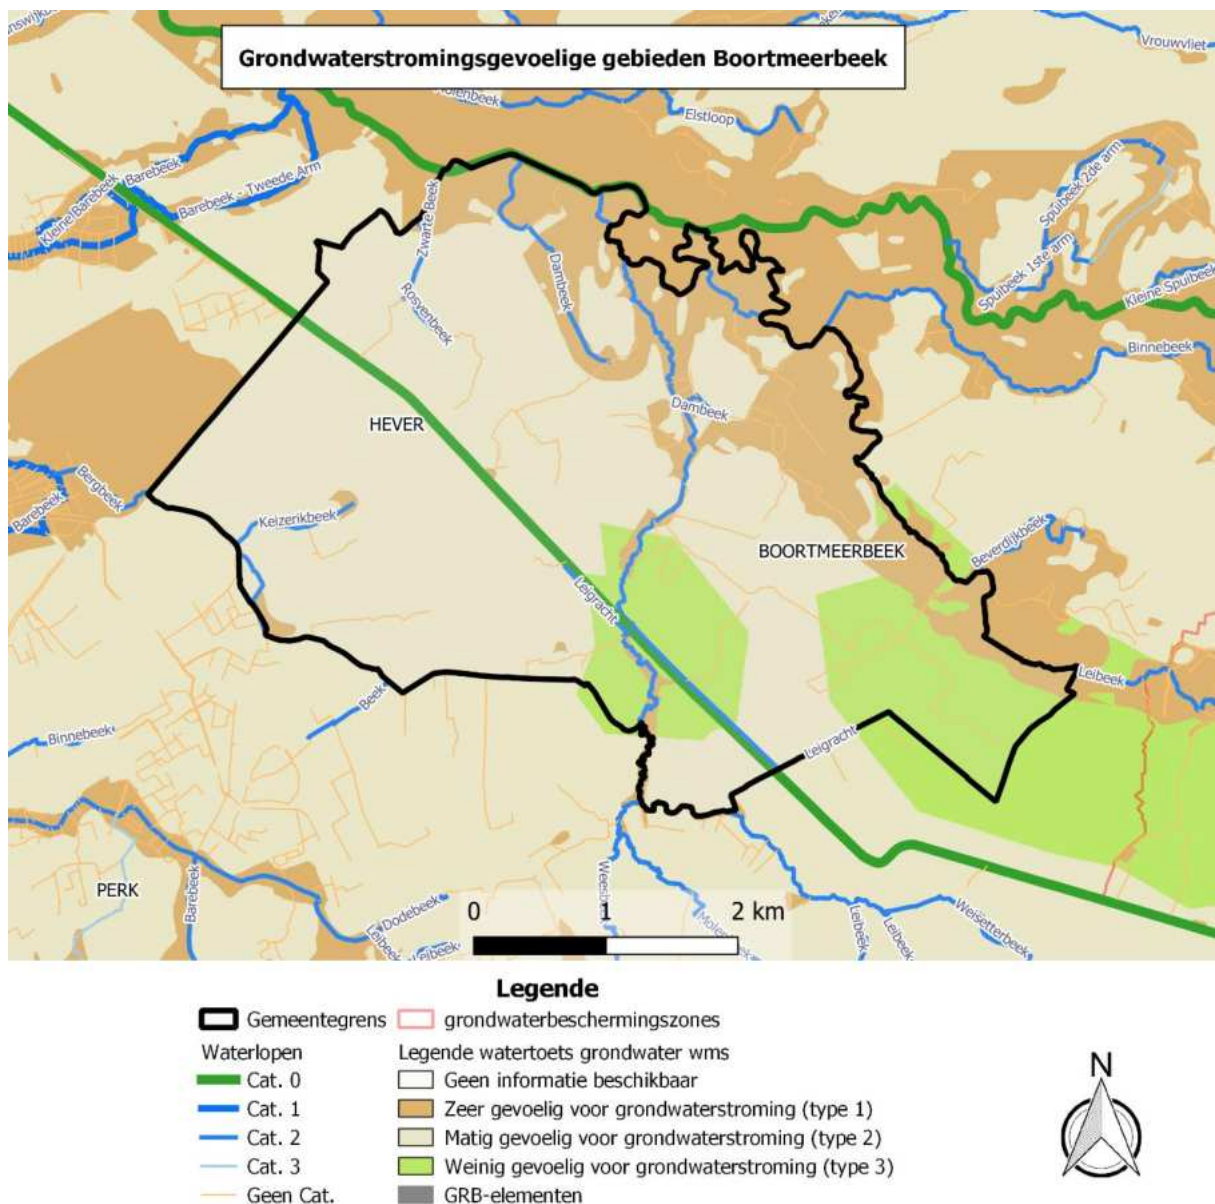 Grondwaterstromingsgevoelige gebieden Boortmeerbeek
Vrouwvliet
Elstloop
Barebeek
Kleine Barebeek
Barebeek - Tweede Arm
Zwarte Beek
Dambeek
Spuibeek 2de arm
Spuibeek 1ste arm
Kleine Spuibeek
Rosvenbeek
Binnebeek
Dambeek
HEVER
Bergbeek
Barebeek
Keizerikbeek
BOORTMEERBEEK
Beverdijkbeek
Leigracht
Leibeek
Beek
Binnebeek
Leigracht
PERK
Barebeek
Dodebeek
Leibeek
Leibeek
Leibeek
Weisetterbeek
0 1 2 km
Legende
Gemeentegrens
grondwaterbeschermingszones
Waterlopen
Legende watertoets grondwater wms
Cat. 0
Geen informatie beschikbaar
Cat. 1
Zeer gevoelig voor grondwaterstroming (type 1)
Cat. 2
Matig gevoelig voor grondwaterstroming (type 2)
Cat. 3
Weinig gevoelig voor grondwaterstroming (type 3)
Geen Cat.
GRB-elementen
N